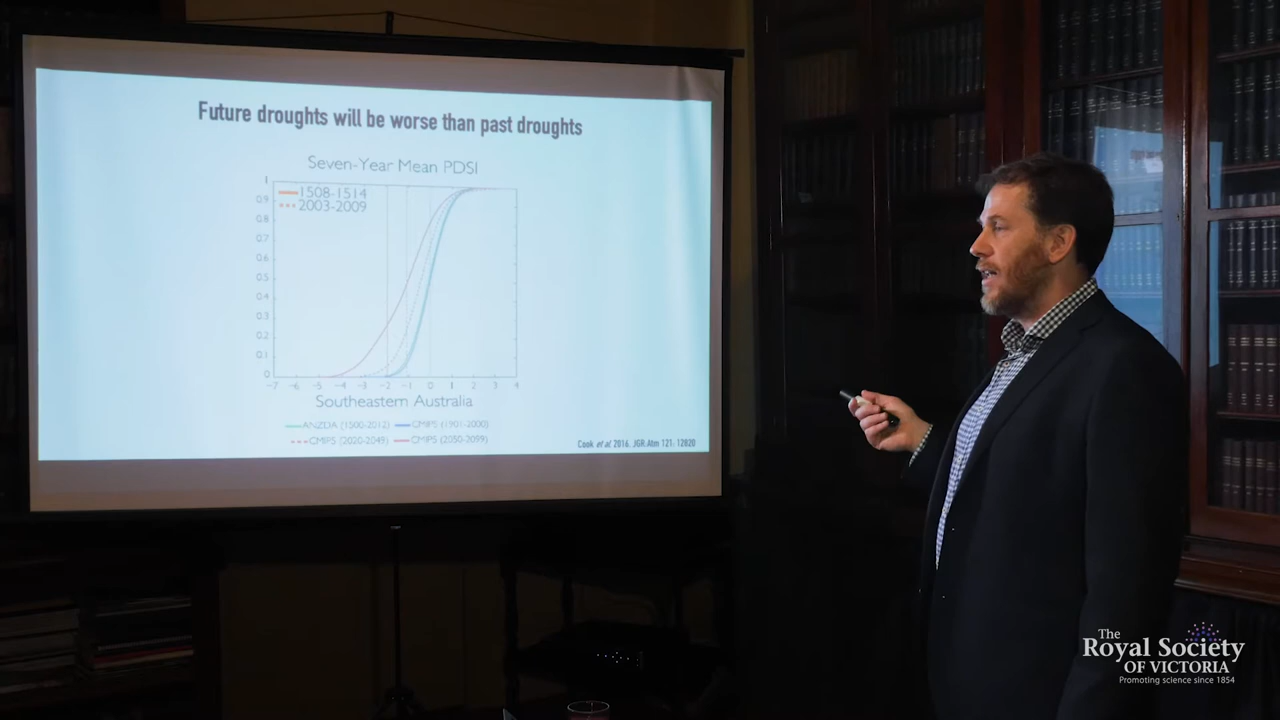 Future droughts will be worse than past droughts
Seven-Year Mean PDSI
1
0.9
0.8
0.7
0.6
0.5
0.4
0.3
0.2
0.1
0
1508-1514
2003-2009
-7 -6 -5 -4 -3 -2 -1 0 1 2 3 4
Southeastern Australia
ANZDA (1500-2012) CMIP5 (1901-2000)
CMIP5 (2020-2049) CMIP5 (2050-2099)
Cook et al 2016, JGR.Atm 121:12820
The
Royal Society
OF VICTORIA
Promoting science since 1854